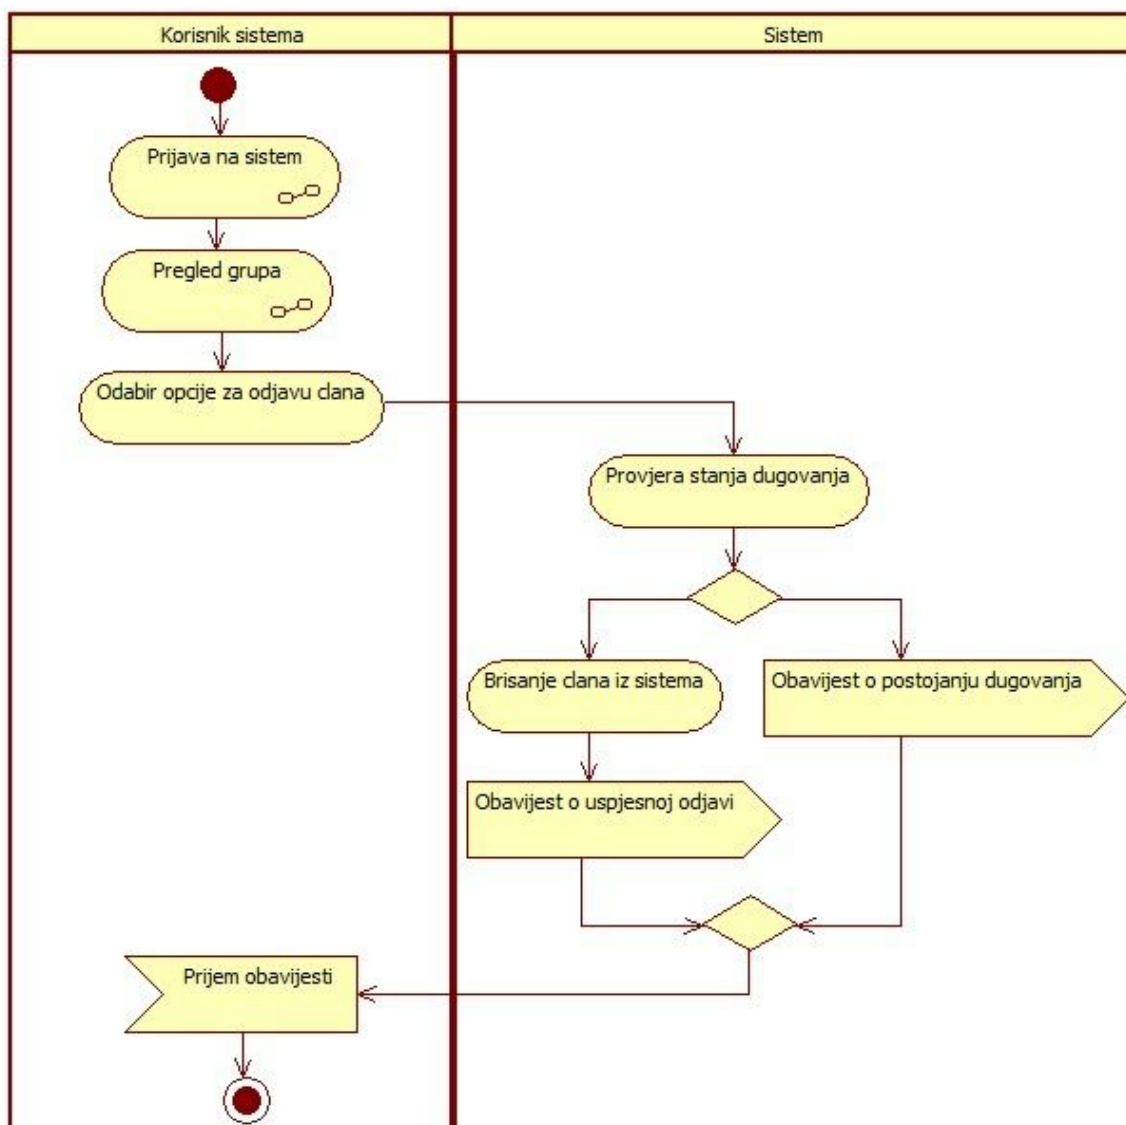 Korisnik sistema
Sistem
Prijava na sistem
Pregled grupa
Odabir opcije za odjavu clana
Provjera stanja dugovanja
Brisanje clana iz sistema
Obavijest o postojanju dugovanja
Obavijest o uspjesnoj odjavi
Prijem obavijesti